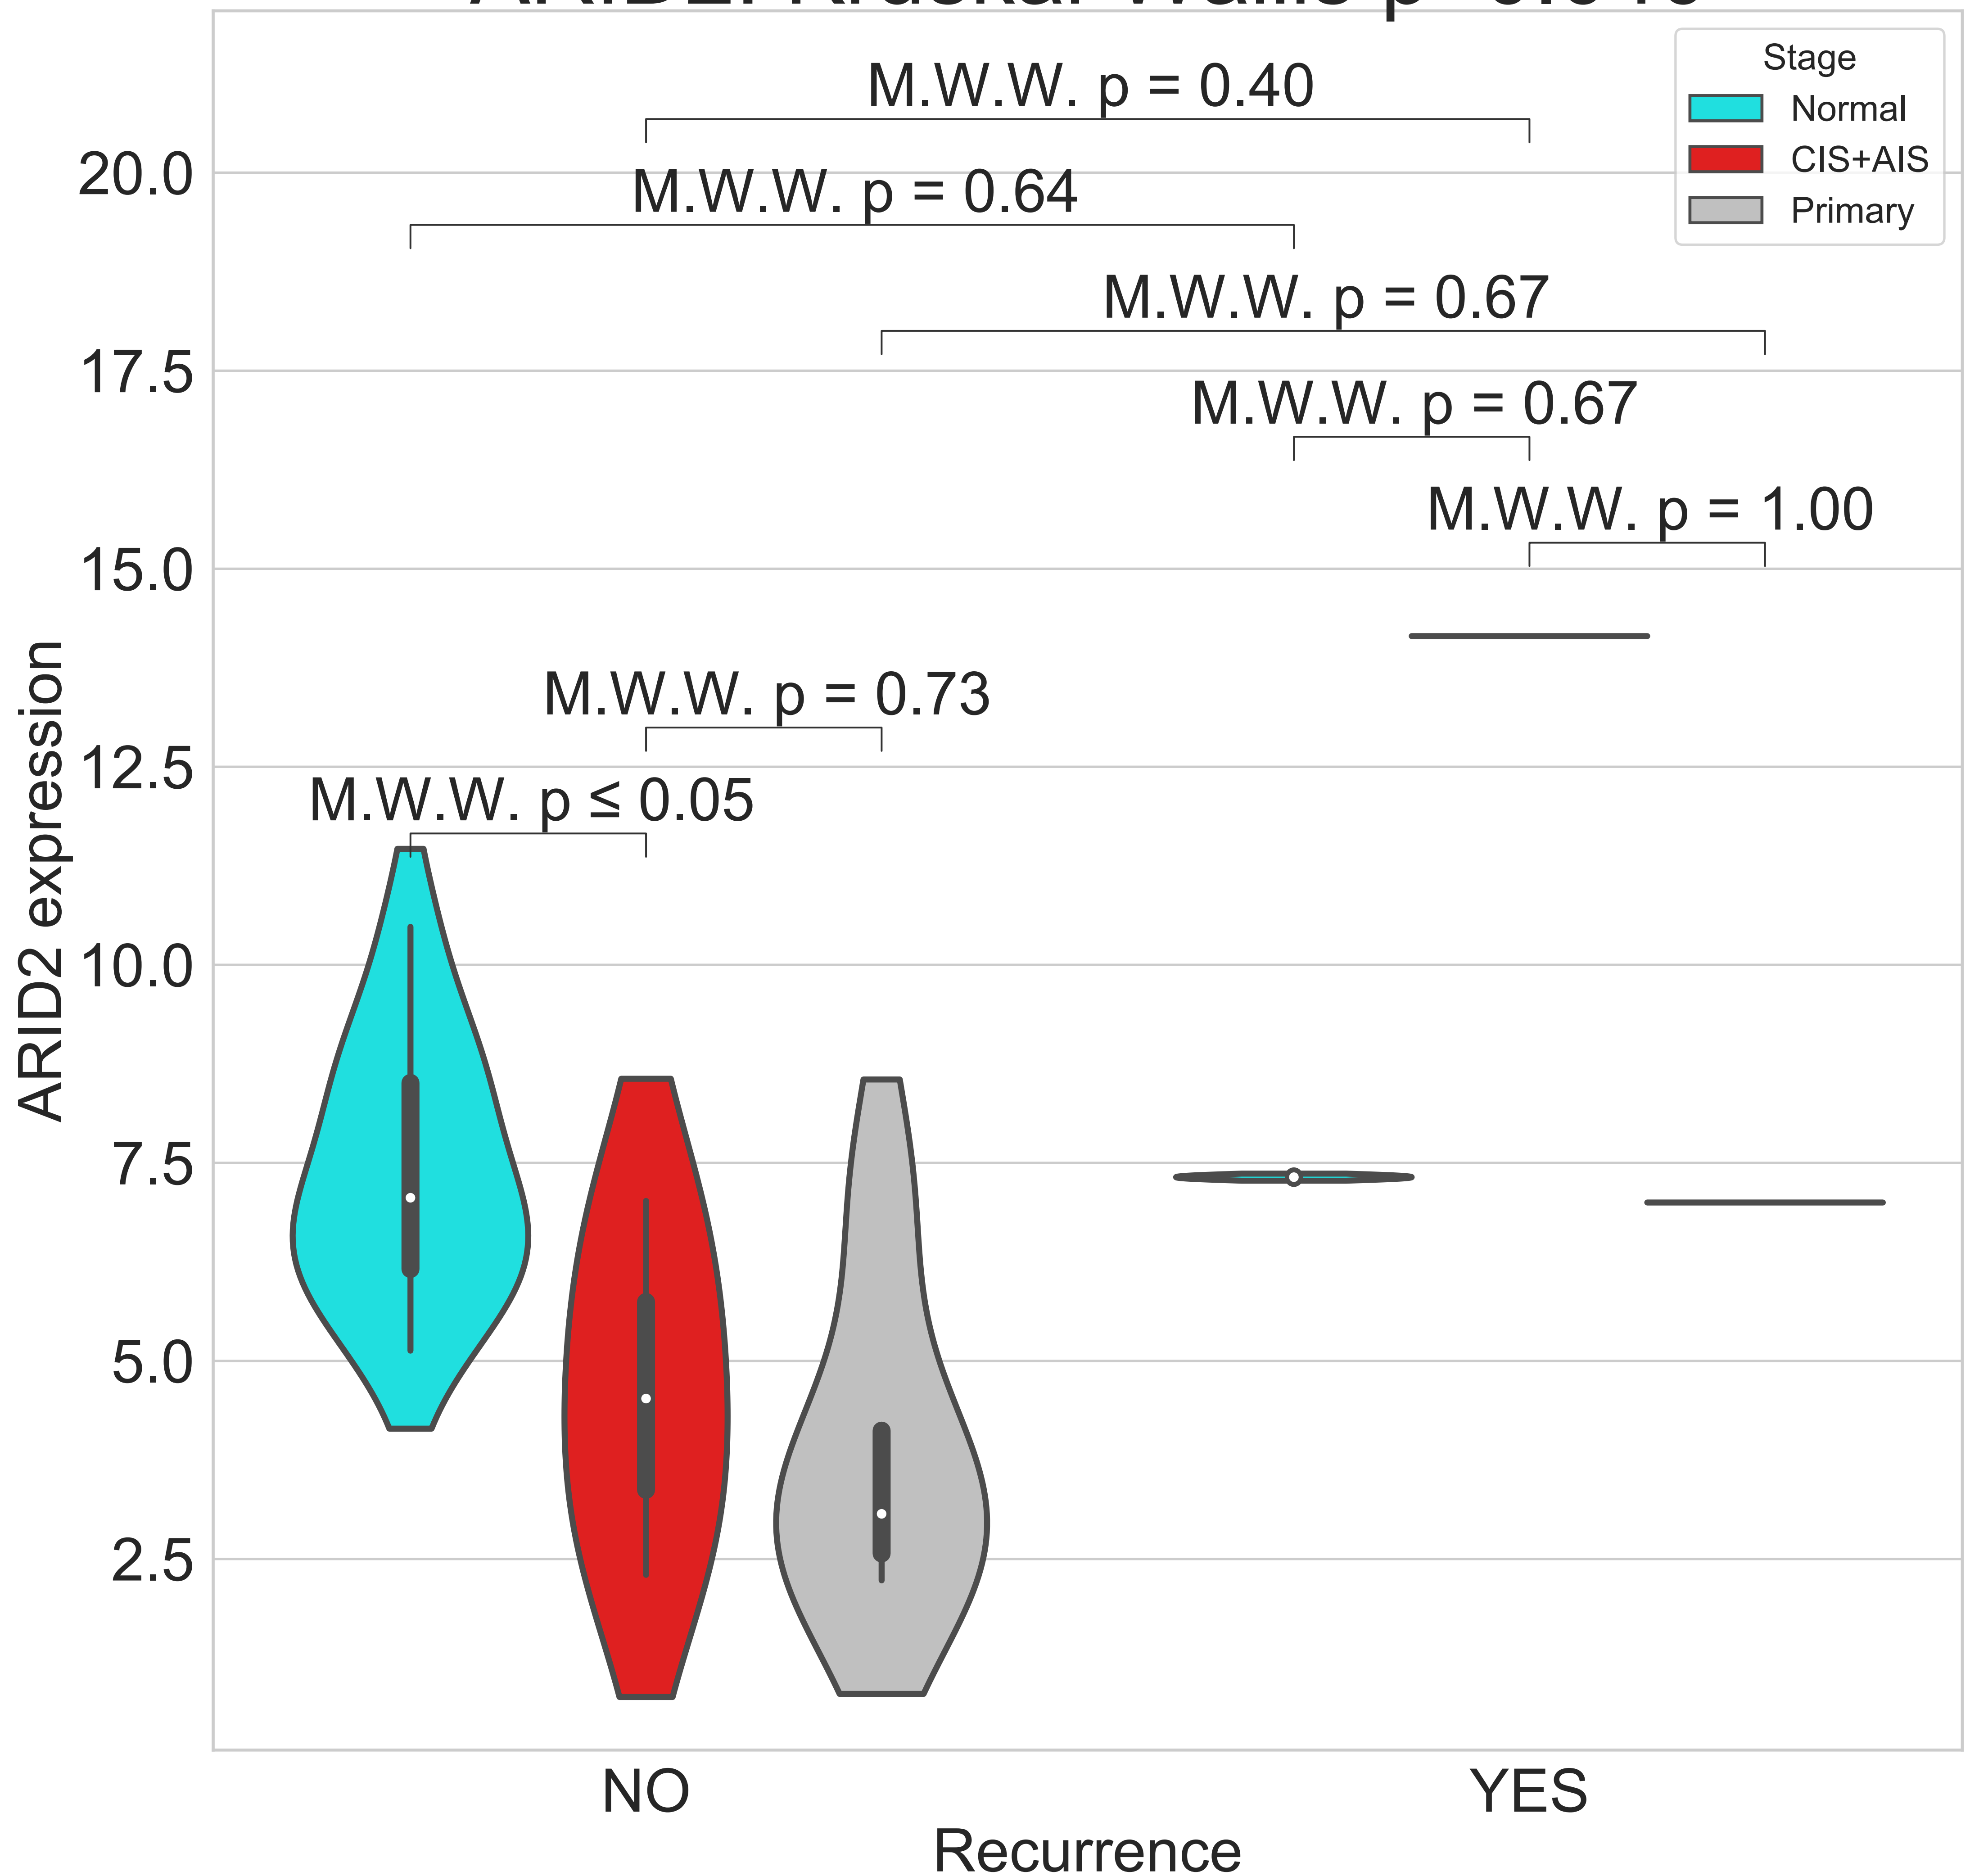 Stage
Normal
CIS+AIS
Primary
M.W.W. p = 0.40
M.W.W. p = 0.64
M.W.W. p = 0.67
M.W.W. p = 0.67
M.W.W. p = 1.00
M.W.W. p = 0.73
M.W.W. p ≤ 0.05
20.0
17.5
15.0
12.5
10.0
7.5
5.0
2.5
ARID2 expression
NO
YES
Recurrence